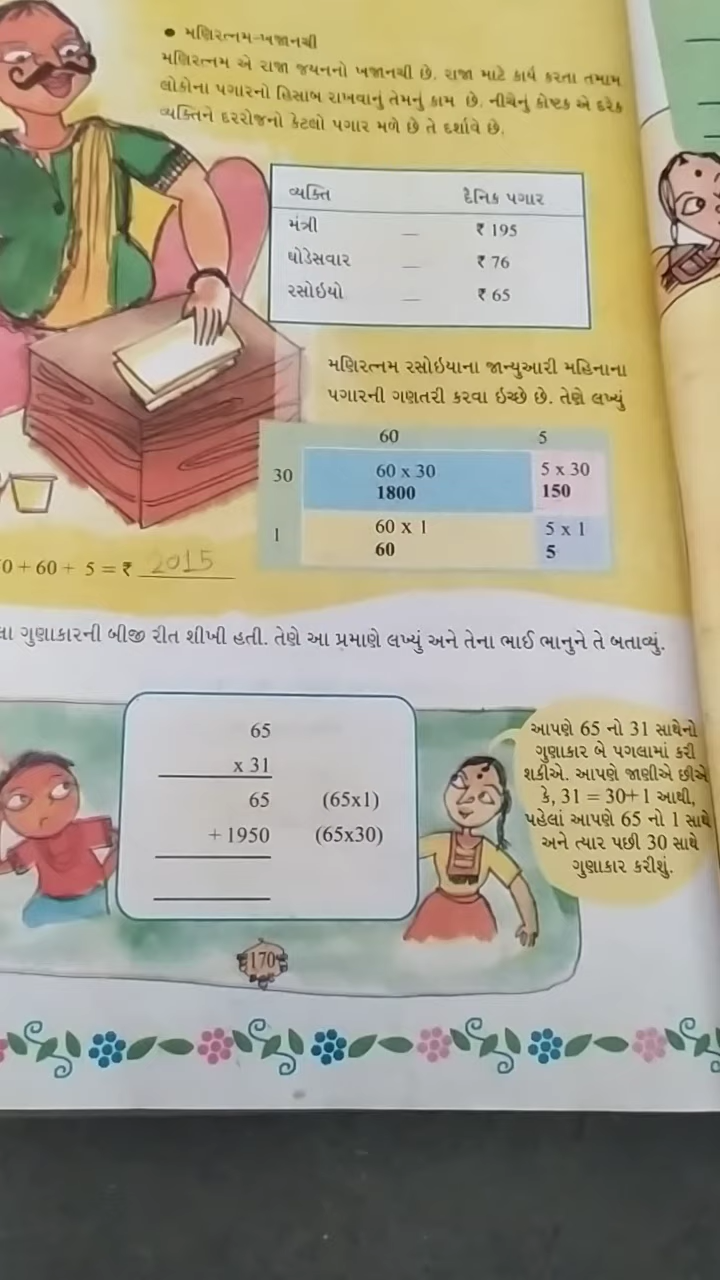 ● મણિરત્નમ-ખજાનચી
મણિરત્નમ એ રાજા જયનનો ખજાનચી છે. રાજા માટે કાર્ય કરતા તમામ
લોકોના પગારનો હિસાબ રાખવાનું તેમનું કામ છે. નીચેનું કોષ્ટક એ દરેક
વ્યક્તિને દરરોજનો કેટલો પગાર મળે છે તે દર્શાવે છે.
વ્યક્તિ દૈનિક પગાર
મંત્રી — ₹ 195
ઘોડેસવાર — ₹ 76
રસોઇયો — ₹ 65
મણિરત્નમ રસોઇયાના જાન્યુઆરી મહિનાના
પગારની ગણતરી કરવા ઇચ્છે છે. તેણે લખ્યું
60 5
30 60 x 30 5 x 30
1800 150
1 60 x 1 5 x 1
60 5
0 + 60 + 5 = ₹ 2015
લા ગુણાકારની બીજી રીત શીખી હતી. તેણે આ પ્રમાણે લખ્યું અને તેના ભાઈ ભાનુને તે બતાવ્યું.
65
x 31
65 (65x1)
+ 1950 (65x30)
આપણે 65 નો 31 સાથેનો
ગુણાકાર બે પગલામાં કરી
શકીએ. આપણે જાણીએ છીએ
કે, 31 = 30+1 આથી,
પહેલાં આપણે 65 નો 1 સાથે
અને ત્યાર પછી 30 સાથે
ગુણાકાર કરીશું.
170